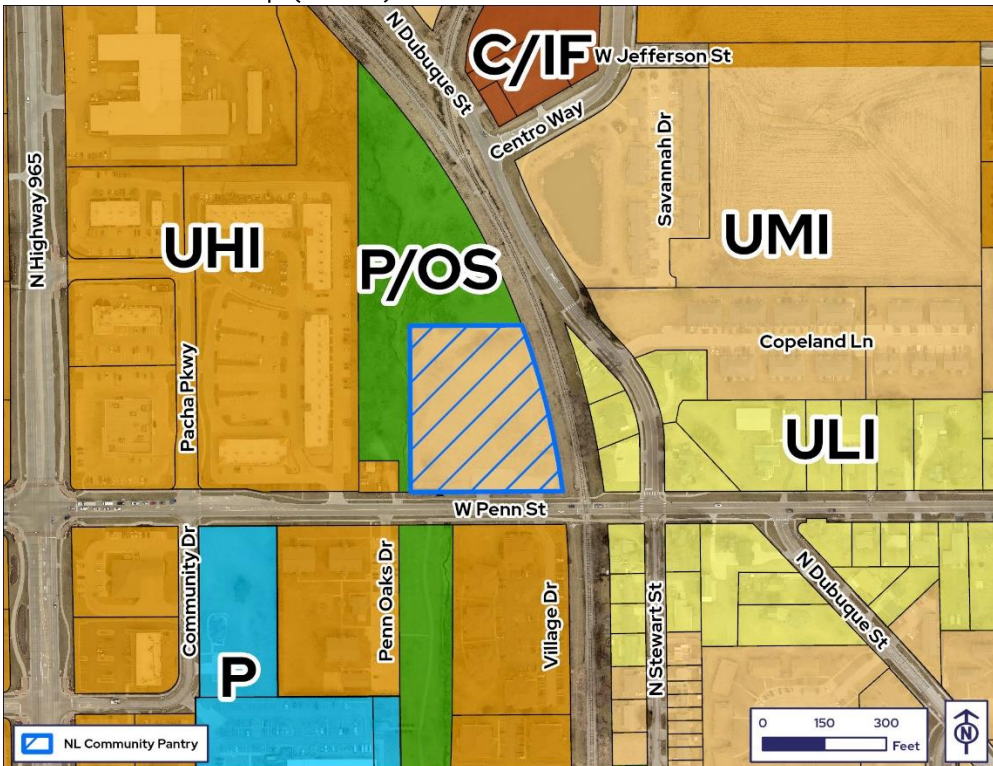 N Dubuque St
C/IF
W Jefferson St
Centro Way
Savannah Dr
N Highway 965
UHI
P/OS
UMI
Pacha Pkwy
Copeland Ln
ULI
W Penn St
Community Dr
Penn Oaks Dr
Village Dr
N Stewart St
N Dubuque St
P
NL Community Pantry
0 150 300
Feet
N